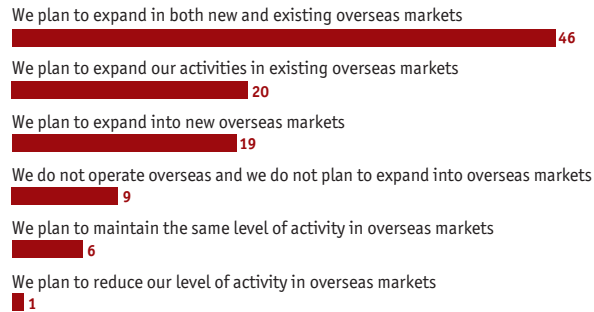 We plan to expand in both new and existing overseas markets
46
We plan to expand our activities in existing overseas markets
20
We plan to expand into new overseas markets
19
We do not operate overseas and we do not plan to expand into overseas markets
9
We plan to maintain the same level of activity in overseas markets
6
We plan to reduce our level of activity in overseas markets
1